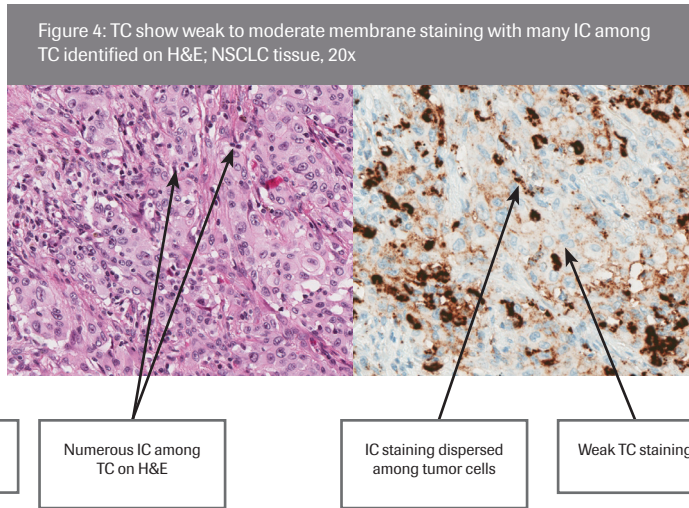 Figure 4: TC show weak to moderate membrane staining with many IC among
TC identified on H&E; NSCLC tissue, 20x
Numerous IC among
TC on H&E
IC staining dispersed
among tumor cells
Weak TC staining